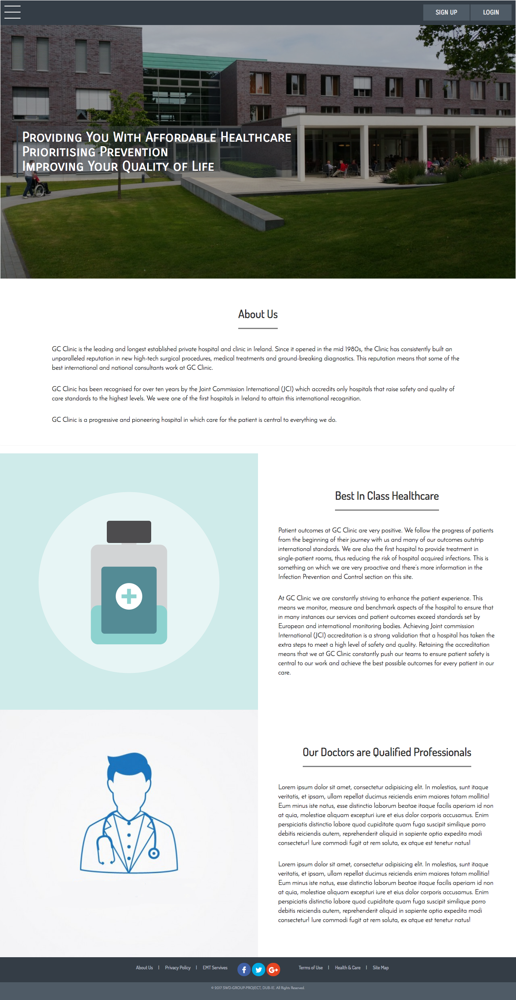 SIGN UP
LOGIN
Providing You With Affordable Healthcare
Prioritising Prevention
Improving Your Quality of Life
About Us
GC Clinic is the leading and longest established private hospital and clinic in Ireland. Since it opened in the mid 1980s, the Clinic has consistently built an
unparalleled reputation in new high-tech surgical procedures, medical treatments and ground-breaking diagnostics. This reputation means that some of the
best international and national consultants work at GC Clinic.
GC Clinic has been recognised for over ten years by the Joint Commission International (JCI) which accredits only hospitals that raise safety and quality of
care standards to the highest levels. We were one of the first hospitals in Ireland to attain this international recognition.
GC Clinic is a progressive and pioneering hospital in which care for the patient is central to everything we do.
Best In Class Healthcare
Patient outcomes at GC Clinic are very positive. We follow the progress of patients
from the beginning of their journey with us and many of our outcomes outstrip
international standards. We are also the first hospital to provide treatment in
single-patient rooms, thus reducing the risk of hospital acquired infections. This is
something on which we are very proactive and there's more information in the
Infection Prevention and Control section on this site.
At GC Clinic we are constantly striving to enhance the patient experience. This
means we monitor, measure and benchmark aspects of the hospital to ensure that
in many instances our services and patient outcomes exceed standards set by
European and international monitoring bodies. Achieving Joint commission
International (JCI) accreditation is a strong validation that a hospital has taken the
extra steps to meet a high level of safety and quality. Retaining the accreditation
means that we at GC Clinic constantly push our teams to ensure patient safety is
central to our work and achieve the best possible outcomes for every patient in our
care.
Our Doctors are Qualified Professionals
Lorem ipsum dolor sit amet, consectetur adipisicing elit. In molestias, sunt itaque
veritatis, et ipsam, ullam repellat ducimus reiciendis enim maiores totam mollitia!
Eum minus iste natus, esse distinctio laborum beatae itaque facilis aperiam id non
at quia, molestiae aliquam excepturi iure et eius dolor corporis accusamus. Enim
perspiciatis distinctio labore quod cupiditate quam fuga suscipit similique porro
debitis reiciendis autem, reprehenderit aliquid in sapiente optio expedita modi
consectetur! Iure commodi fugit at rem soluta, ex atque est tenetur natus!
Lorem ipsum dolor sit amet, consectetur adipisicing elit. In molestias, sunt itaque
veritatis, et ipsam, ullam repellat ducimus reiciendis enim maiores totam mollitia!
Eum minus iste natus, esse distinctio laborum beatae itaque facilis aperiam id non
at quia, molestiae aliquam excepturi iure et eius dolor corporis accusamus. Enim
perspiciatis distinctio labore quod cupiditate quam fuga suscipit similique porro
debitis reiciendis autem, reprehenderit aliquid in sapiente optio expedita modi
consectetur! Iure commodi fugit at rem soluta, ex atque est tenetur natus!
About Us | Privacy Policy | EMT Servives f G+ Terms of Use | Health & Care | Site Map
© 2017 SWD-GROUP-PROJECT, DUB-IE. All Rights Reserved.